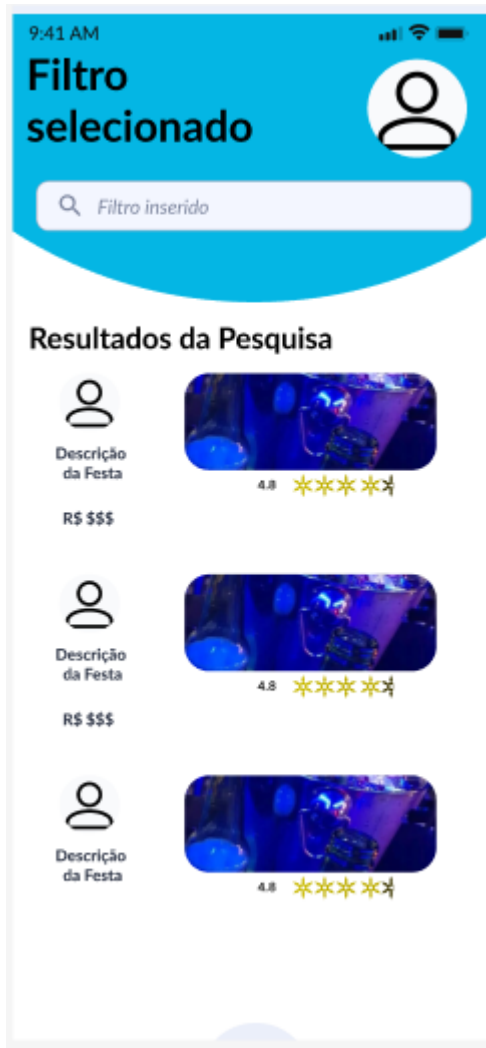 9:41 AM
Filtro
selecionado
Filtro inserido
Resultados da Pesquisa
Descrição
da Festa
R$ $$$
4.8
Descrição
da Festa
R$ $$$
4.8
Descrição
da Festa
4.8